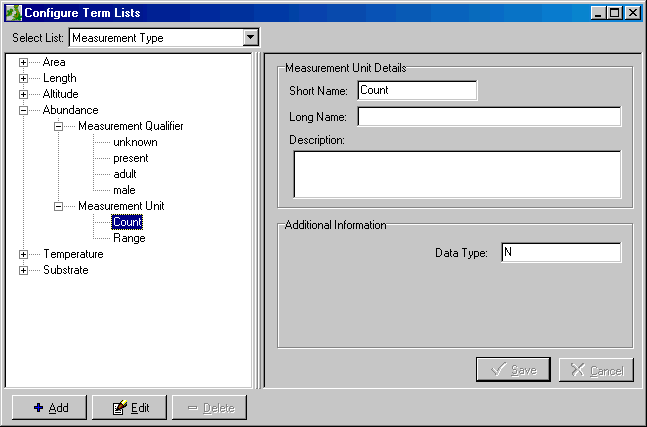 Configure Term Lists
Select List: Measurement Type
Area
Length
Altitude
Abundance
Measurement Qualifier
unknown
present
adult
male
Measurement Unit
Count
Range
Temperature
Substrate
Measurement Unit Details
Short Name: Count
Long Name:
Description:
Additional Information
Data Type: N
Save Cancel
Add Edit Delete